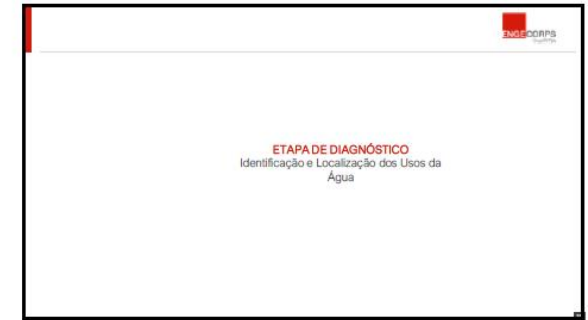 ENGECORPS
ETAPA DE DIAGNÓSTICO
Identificação e Localização dos Usos da
Água